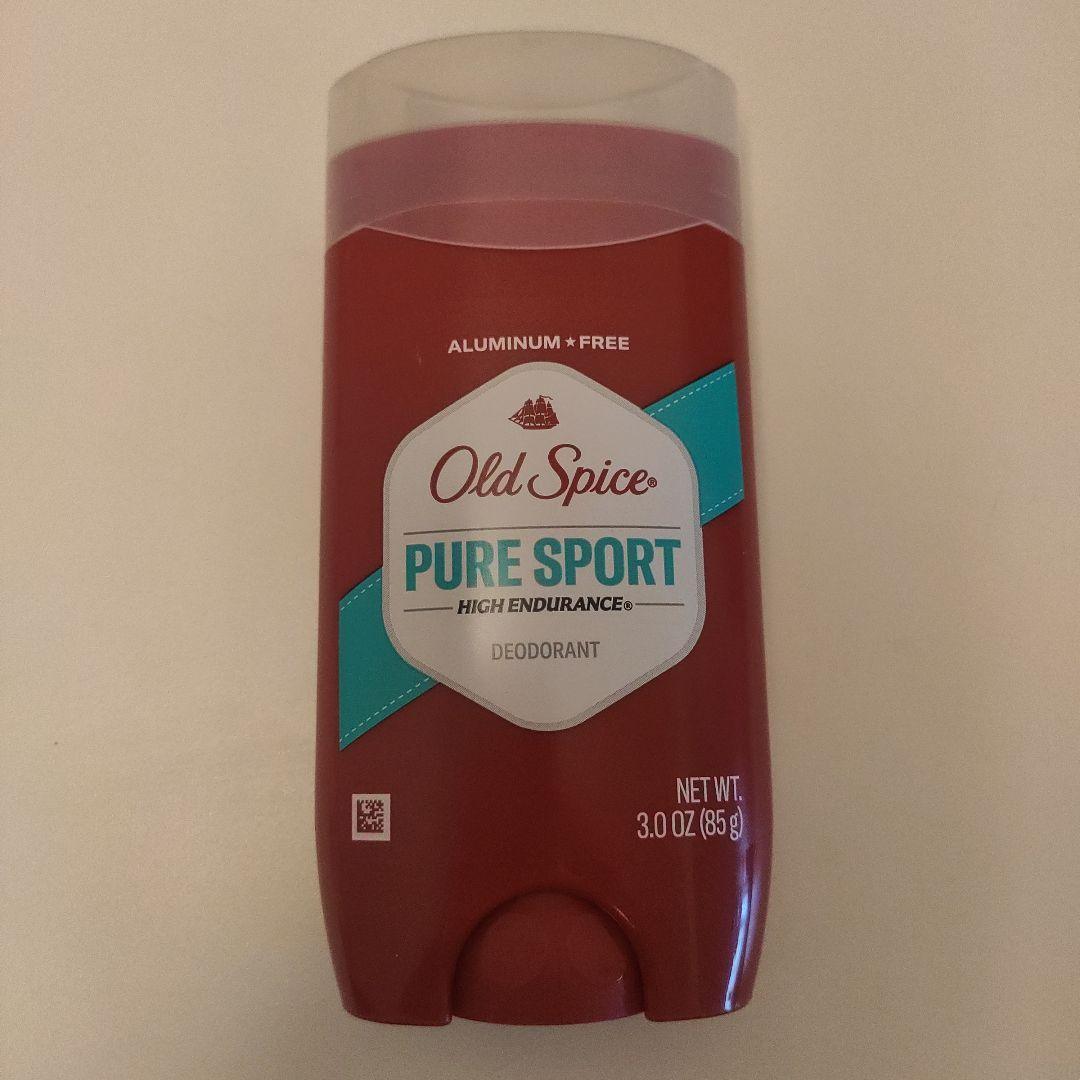 ALUMINUM★FREE
Old Spice®
PURE SPORT
HIGH ENDURANCE®
DEODORANT
NET WT.
3.0 OZ (85 g)